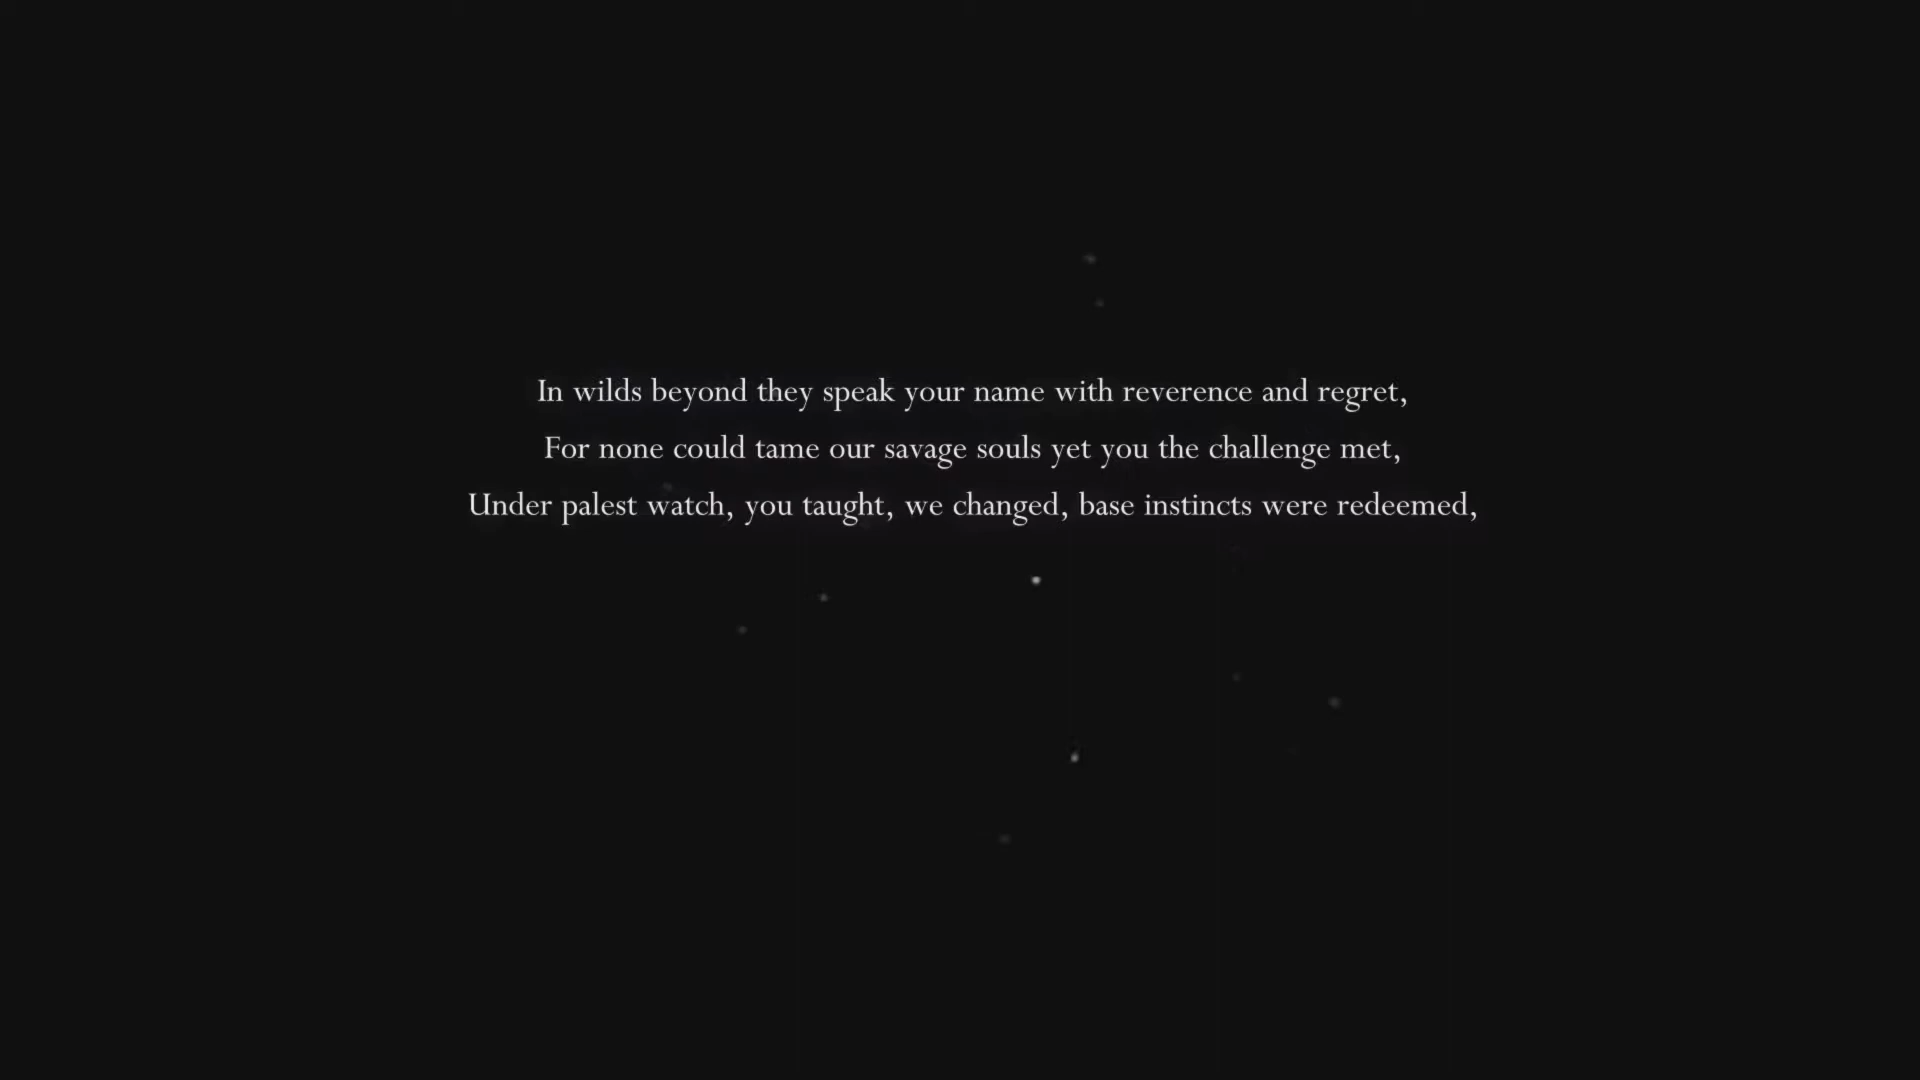 In wilds beyond they speak your name with reverence and regret,
For none could tame our savage souls yet you the challenge met,
Under palest watch, you taught, we changed, base instincts were redeemed,